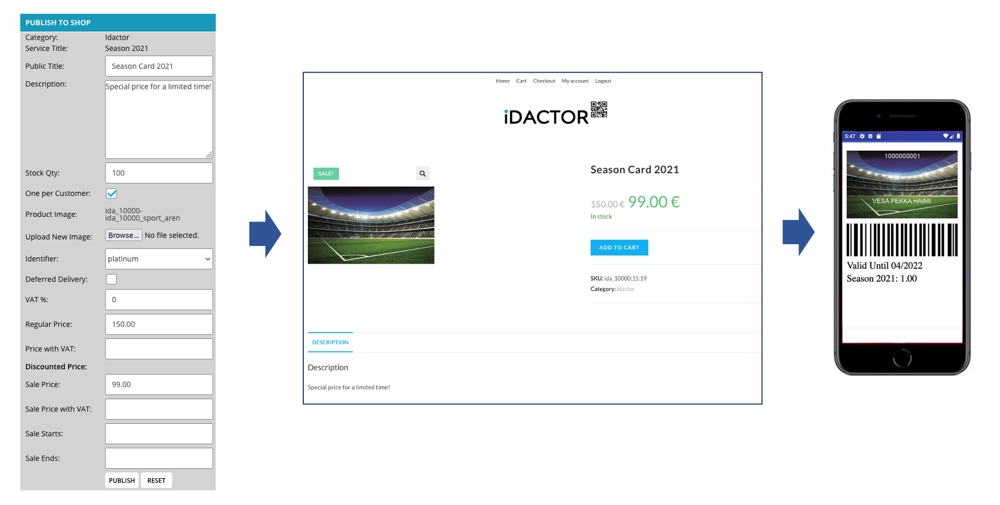 PUBLISH TO SHOP
Category: Idactor
Service Title: Season 2021
Public Title: Season Card 2021
Description: Special price for a limited time!
Stock Qty: 100
One per Customer:
Product Image: ida_10000-
ida_10000_sport_aren
Upload New Image: Browse... No file selected.
Identifier: platinum
Deferred Delivery:
VAT %: 0
Regular Price: 150.00
Price with VAT:
Discounted Price:
Sale Price: 99.00
Sale Price with VAT:
Sale Starts:
Sale Ends:
PUBLISH RESET
Home Cart Checkout My account Logout
iDACTOR
SALE!
Season Card 2021
150.00 € 99.00 €
In stock
ADD TO CART
SKU: ida_10000:15:19
Category: Idactor
DESCRIPTION
Description
Special price for a limited time!
5:47
1000000001
VESA PEKKA HAIMI
Valid Until 04/2022
Season 2021: 1.00